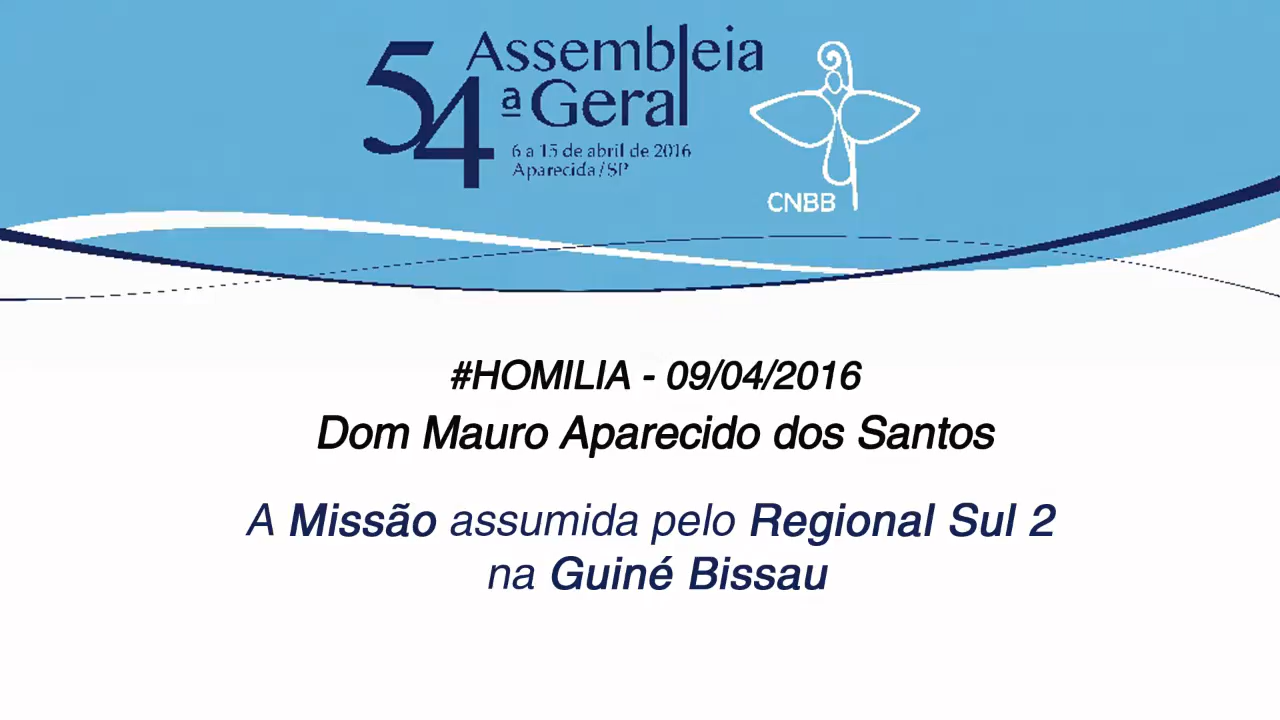 54ª Assembleia Geral
6 a 15 de abril de 2016
Aparecida/SP
CNBB
#HOMILIA - 09/04/2016
Dom Mauro Aparecido dos Santos
A Missão assumida pelo Regional Sul 2
na Guiné Bissau